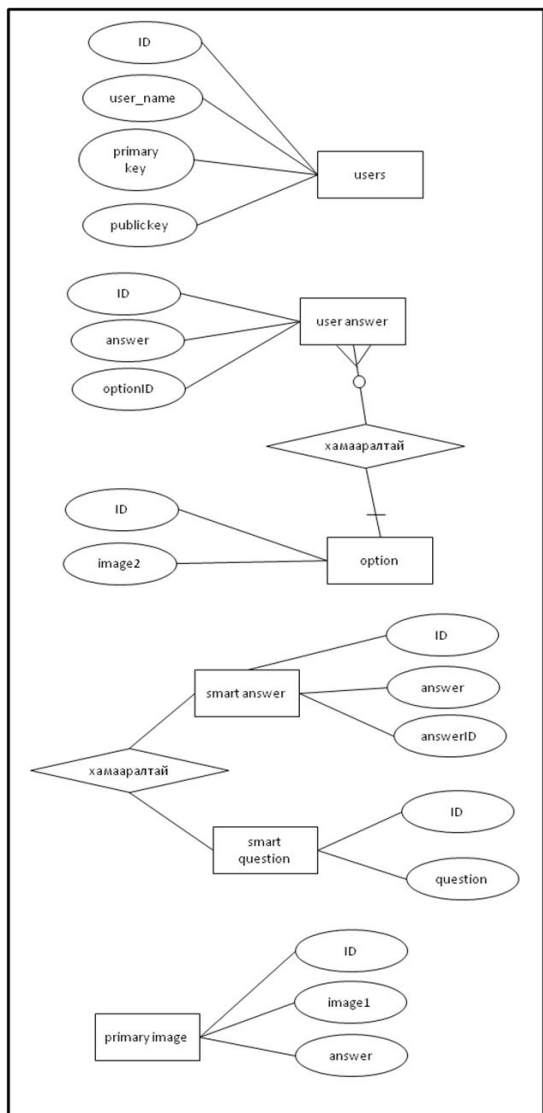 ID
user_name
primary
key
publickey
users
ID
answer
optionID
user answer
хамааралтай
ID
image2
option
ID
smart answer
answer
answerID
хамааралтай
smart
question
ID
question
ID
image1
primary image
answer